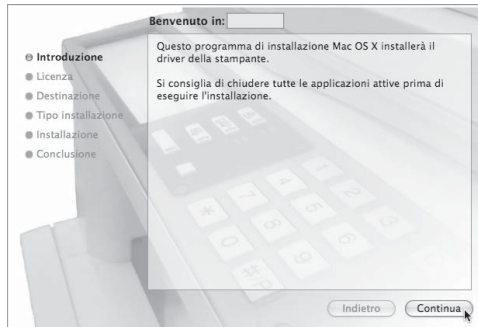 Benvenuto in:
Introduzione
Licenza
Destinazione
Tipo installazione
Installazione
Conclusione
Questo programma di installazione Mac OS X installerà il
driver della stampante.
Si consiglia di chiudere tutte le applicazioni attive prima di
eseguire l'installazione.
Indietro
Continua